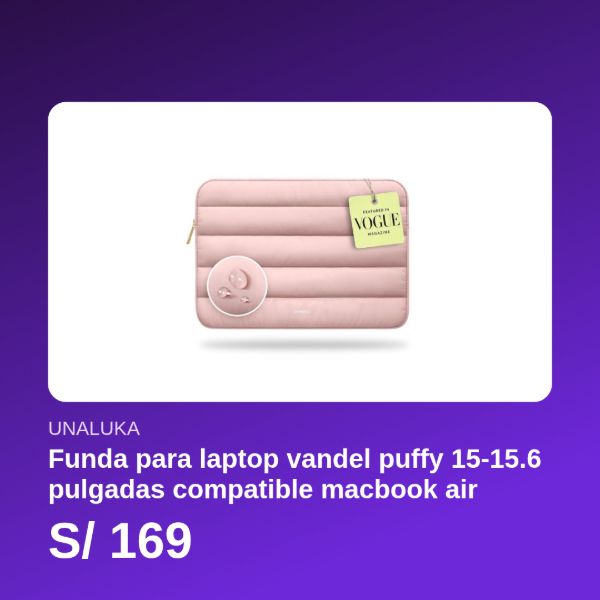 FEATURED IN
VOGUE
MAGAZINE
UNALUKA
Funda para laptop vandel puffy 15-15.6
pulgadas compatible macbook air
S/ 169